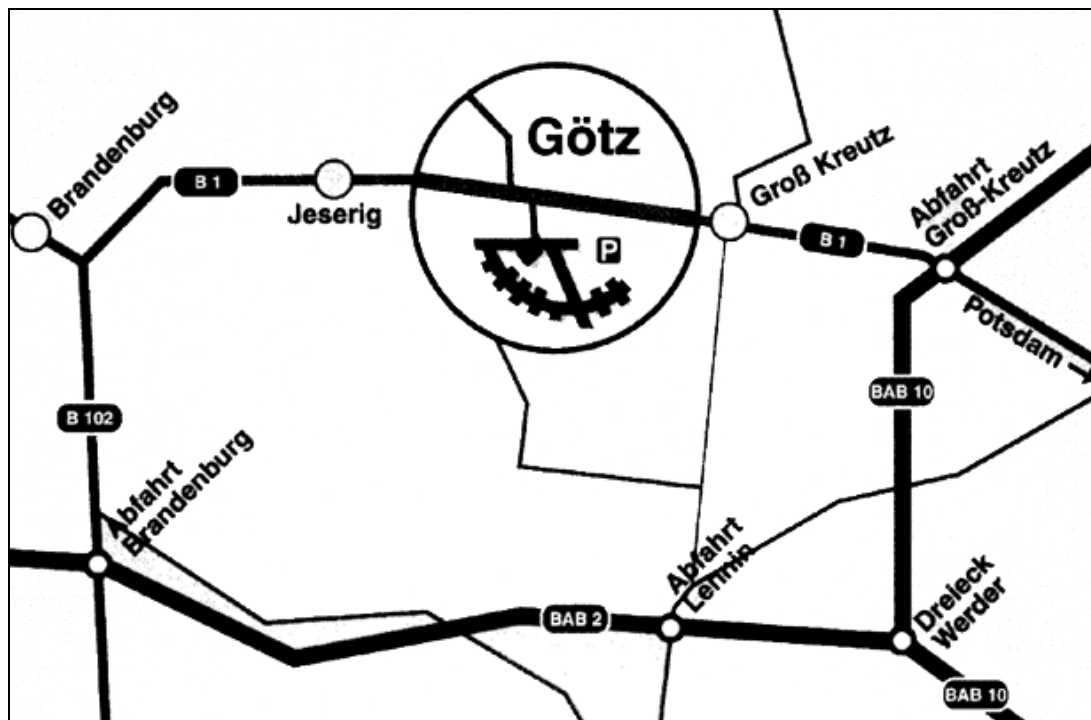 Götz
Brandenburg
B 1
Jeserig
Groß Kreutz
B 1
Abfahrt
Groß-Kreutz
P
Potsdam →
BAB 10
B 102
Abfahrt
Brandenburg
Abfahrt
Lehnin
BAB 2
Dreieck
Werder
BAB 10